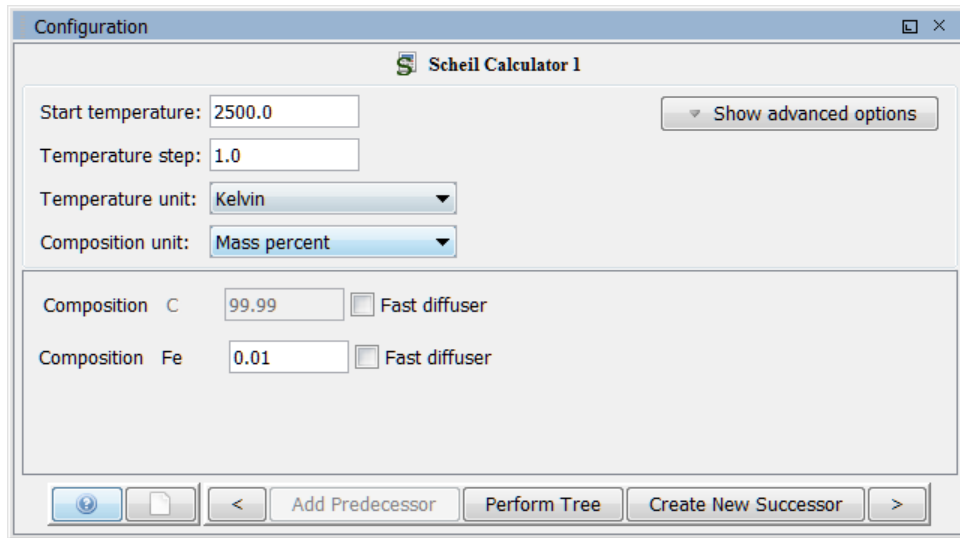 Configuration
Scheil Calculator 1
Start temperature: 2500.0
Show advanced options
Temperature step: 1.0
Temperature unit: Kelvin
Composition unit: Mass percent
Composition C 99.99 Fast diffuser
Composition Fe 0.01 Fast diffuser
< Add Predecessor Perform Tree Create New Successor >